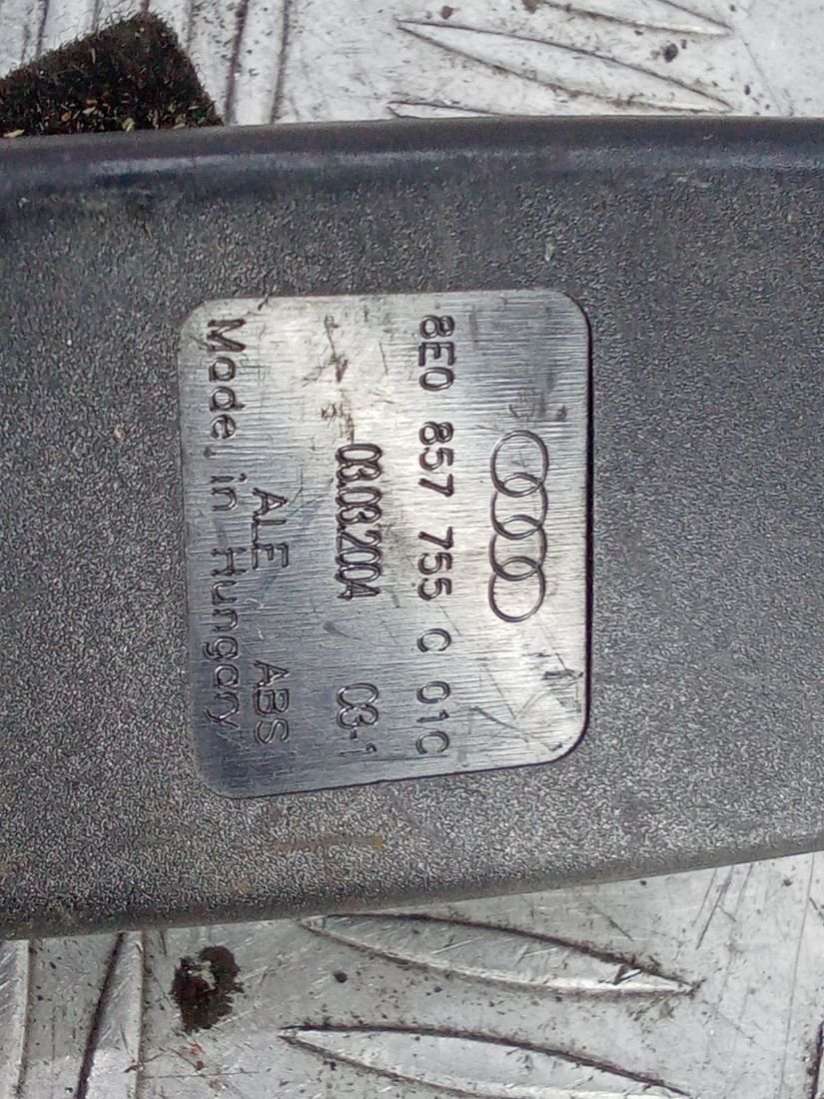 8E0 857 755 C 01C
03.03.2004 03-1
ALE ABS
Made in Hungary